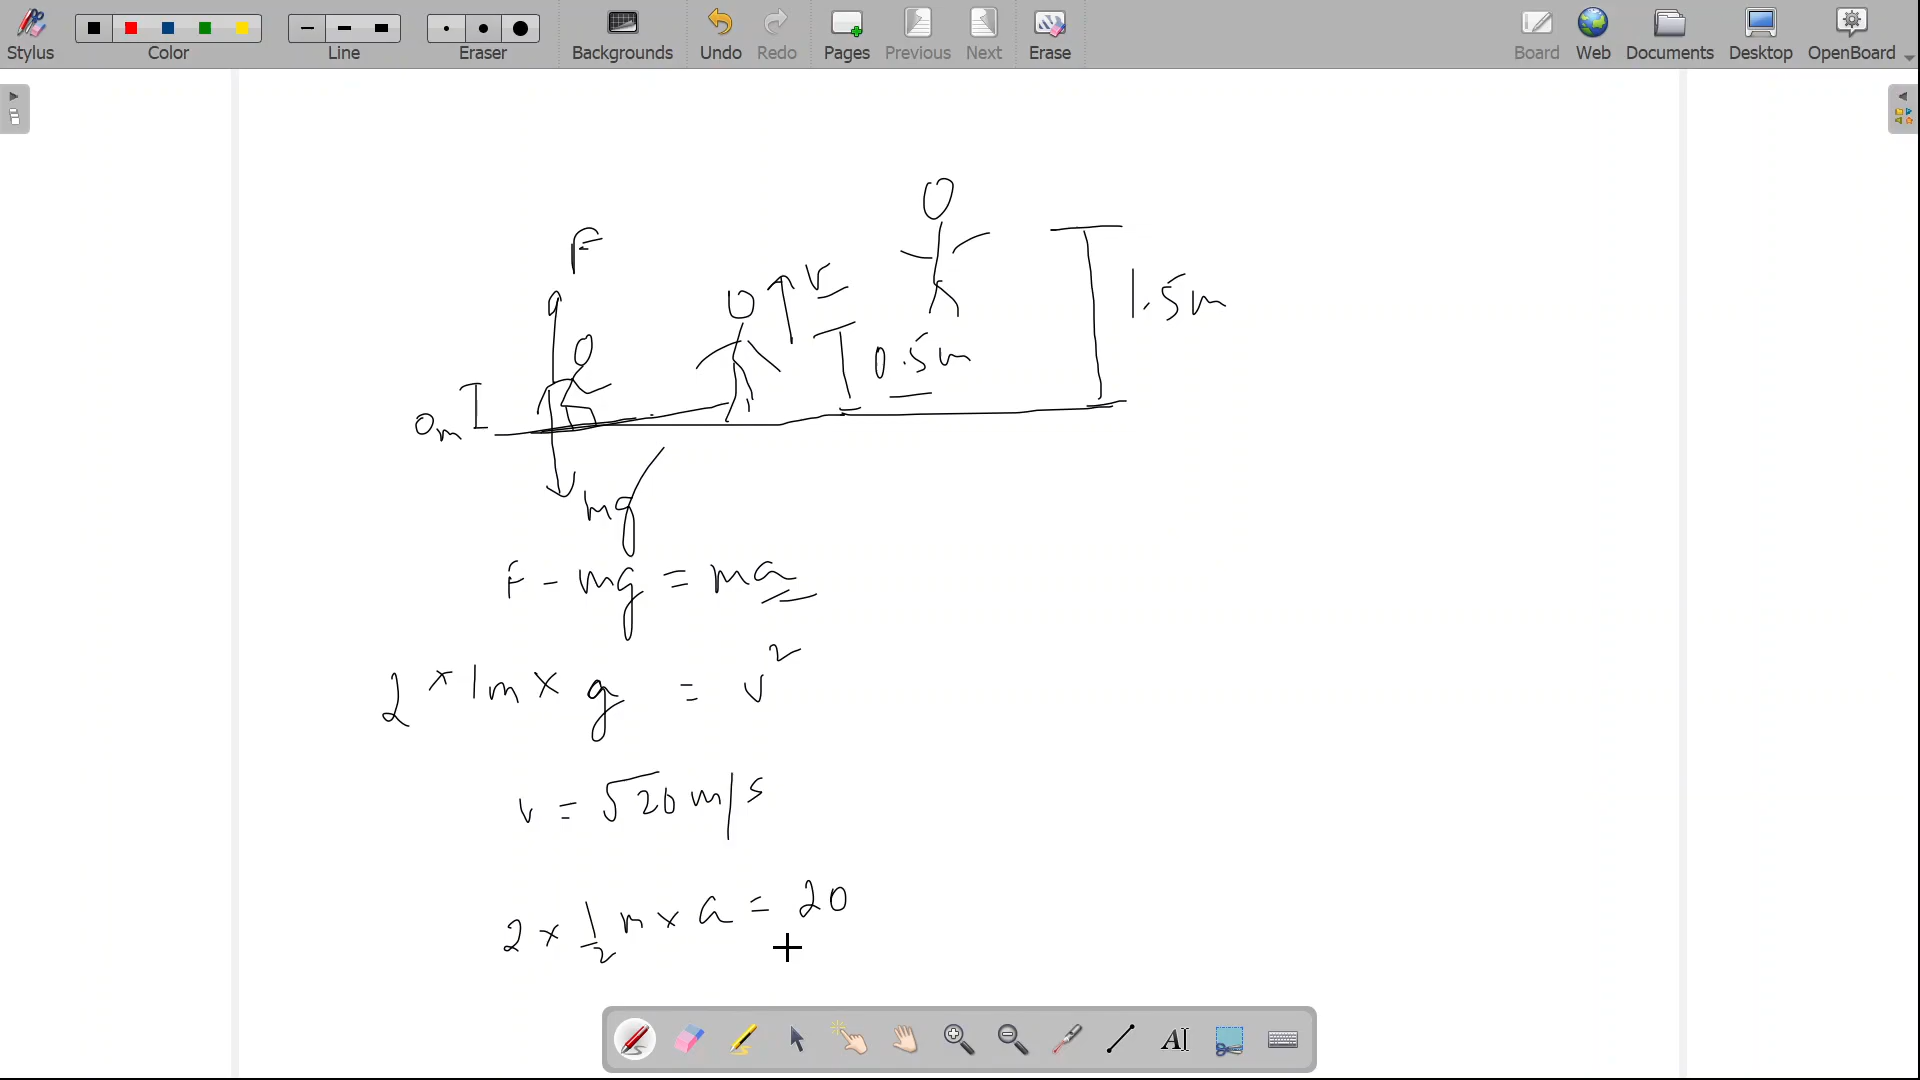 Stylus Color Line Eraser Backgrounds Undo Redo Pages Previous Next Erase Board Web Documents Desktop OpenBoard
F
v
1.5m
0.5m
0m
mg
F - mg = ma
2 × 1m × g = v²
v = √20 m/s
2 × 1/2 m × a = 20
AI